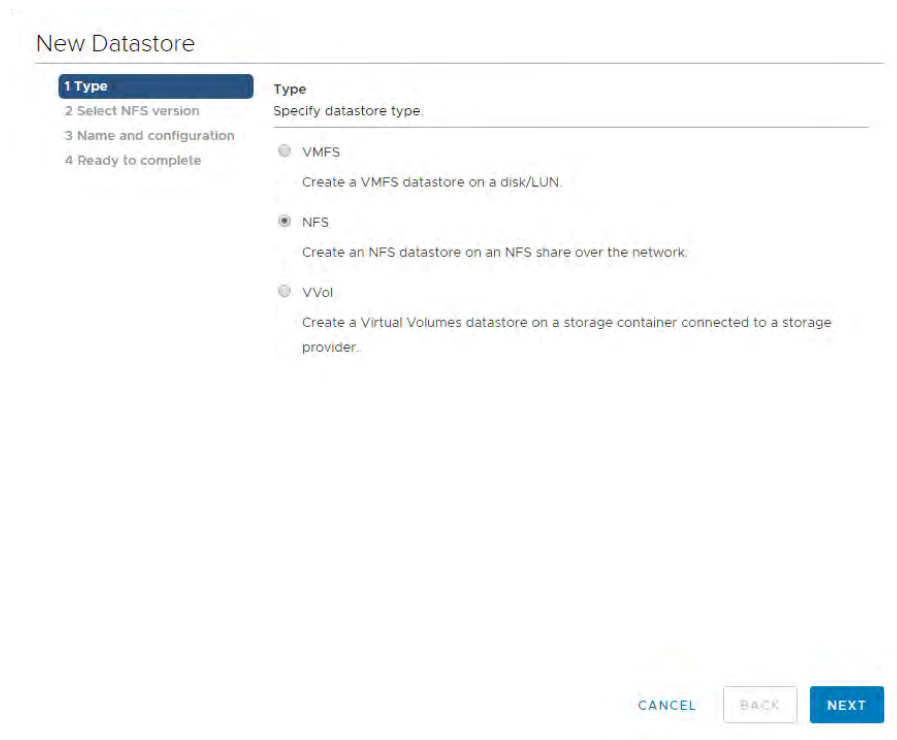 New Datastore
1 Type
2 Select NFS version
3 Name and configuration
4 Ready to complete
Type
Specify datastore type.
VMFS
Create a VMFS datastore on a disk/LUN.
NFS
Create an NFS datastore on an NFS share over the network.
VVol
Create a Virtual Volumes datastore on a storage container connected to a storage
provider.
CANCEL
BACK
NEXT